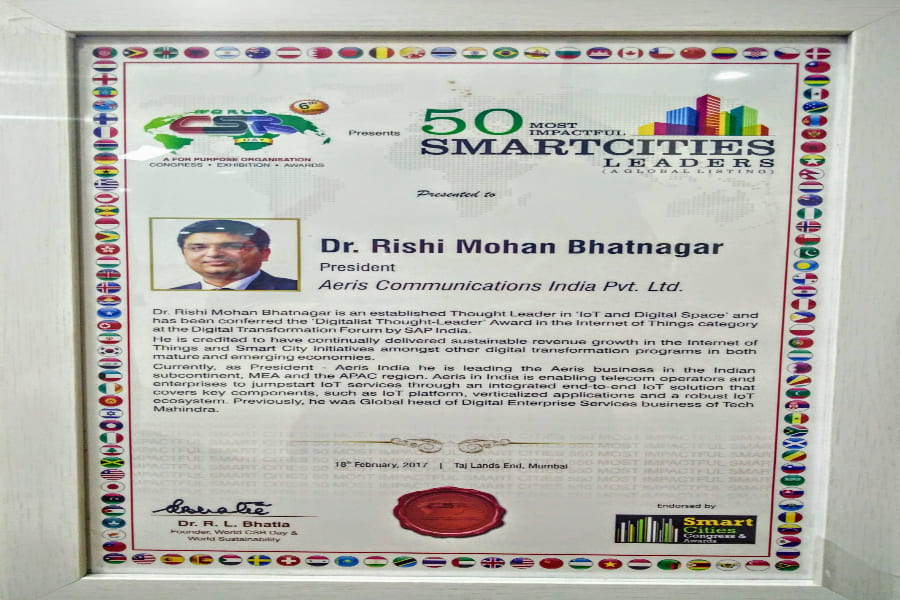 WORLD
6th
CSR
DAY
A FOR PURPOSE ORGANISATION
CONGRESS • EXHIBITION • AWARDS
Presents
50 MOST
IMPACTFUL
SMARTCITIES
LEADERS
(A GLOBAL LISTING)
Presented to
Dr. Rishi Mohan Bhatnagar
President
Aeris Communications India Pvt. Ltd.
Dr. Rishi Mohan Bhatnagar is an established Thought Leader in 'IoT and Digital Space' and
has been conferred the 'Digitalist Thought-Leader' Award in the Internet of Things category
at the Digital Transformation Forum by SAP India.
He is credited to have continually delivered sustainable revenue growth in the Internet of
Things and Smart City initiatives amongst other digital transformation programs in both
mature and emerging economies.
Currently, as President - Aeris India he is leading the Aeris business in the Indian
subcontinent, MEA and the APAC region. Aeris in India is enabling telecom operators and
enterprises to jumpstart IoT services through an integrated end-to-end IoT solution that
covers key components, such as IoT platform, verticalized applications and a robust IoT
ecosystem. Previously, he was Global head of Digital Enterprise Services business of Tech
Mahindra.
18th February, 2017 | Taj Lands End, Mumbai
Dr. R. L. Bhatia
Founder, World CSR Day &
World Sustainability
Endorsed by
Smart
Cities
Congress &
Awards